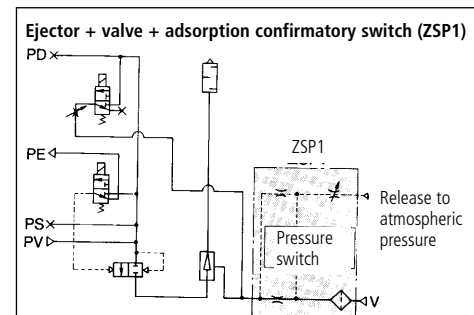 Ejector + valve + adsorption confirmatory switch (ZSP1)
PD
PE
PS
PV
ZSP1
Release to
atmospheric
pressure
Pressure
switch
V